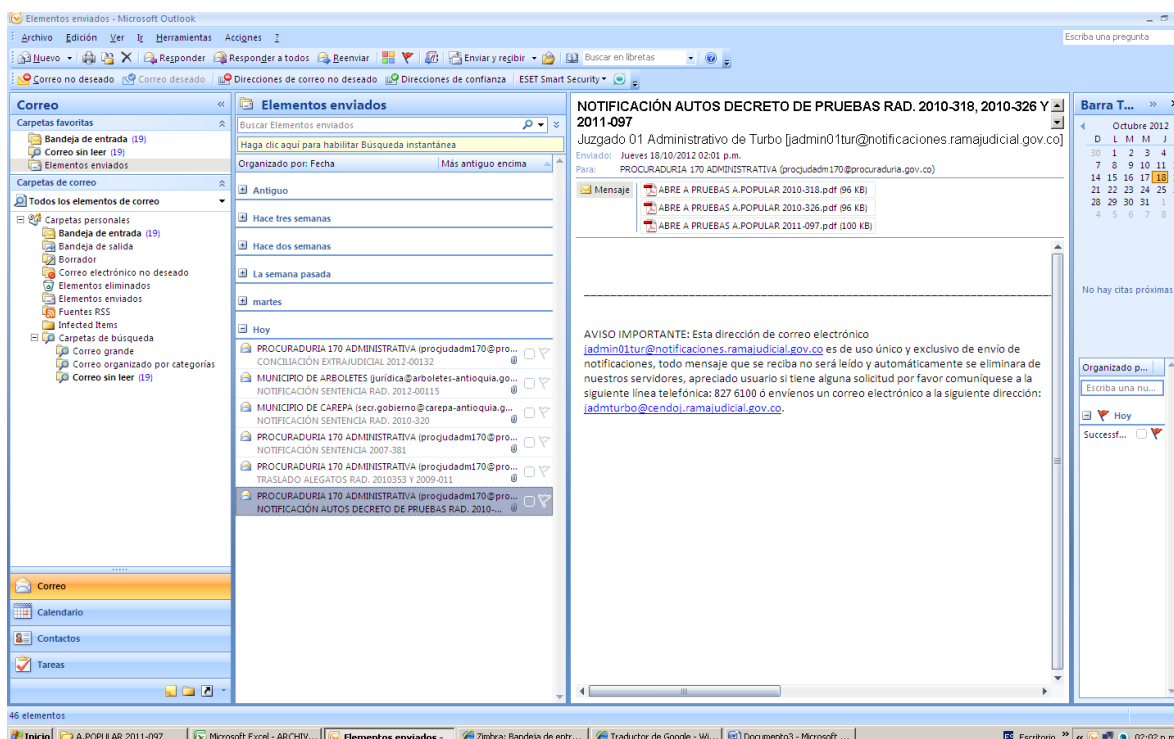 Elementos enviados - Microsoft Outlook
Archivo Edición Ver Ir Herramientas Acciones ?
Escriba una pregunta
Nuevo Responder Responder a todos Reenviar Enviar y recibir Buscar en libretas
Correo no deseado Correo deseado Direcciones de correo no deseado Direcciones de confianza ESET Smart Security
Correo
Carpetas favoritas
Bandeja de entrada (19)
Correo sin leer (19)
Elementos enviados
Carpetas de correo
Todos los elementos de correo
Carpetas personales
Bandeja de entrada (19)
Bandeja de salida
Borrador
Correo electrónico no deseado
Elementos eliminados
Elementos enviados
Fuentes RSS
Infected Items
Carpetas de búsqueda
Correo grande
Correo organizado por categorías
Correo sin leer (19)
Correo
Calendario
Contactos
Tareas
Elementos enviados
Buscar Elementos enviados
Haga clic aquí para habilitar Búsqueda instantánea
Organizado por: Fecha Más antiguo encima
Antiguo
Hace tres semanas
Hace dos semanas
La semana pasada
martes
Hoy
PROCURADURIA 170 ADMINISTRATIVA (procjudadm170@pro...
CONCILIACIÓN EXTRAJUDICIAL 2012-00132
MUNICIPIO DE ARBOLETES (jurídica@arboletes-antioquia.go...
NOTIFICACIÓN SENTENCIA RAD. 2012-00115
MUNICIPIO DE CAREPA (secr.gobierno@carepa-antioquia.g...
NOTIFICACIÓN SENTENCIA RAD. 2010-320
PROCURADURIA 170 ADMINISTRATIVA (procjudadm170@pro...
NOTIFICACIÓN SENTENCIA 2007-381
PROCURADURIA 170 ADMINISTRATIVA (procjudadm170@pro...
TRASLADO ALEGATOS RAD. 2010353 Y 2009-011
PROCURADURIA 170 ADMINISTRATIVA (procjudadm170@pro...
NOTIFICACIÓN AUTOS DECRETO DE PRUEBAS RAD. 2010-...
NOTIFICACIÓN AUTOS DECRETO DE PRUEBAS RAD. 2010-318, 2010-326 Y
2011-097
Juzgado 01 Administrativo de Turbo [jadmin01tur@notificaciones.ramajudicial.gov.co]
Enviado: Jueves 18/10/2012 02:01 p.m.
Para: PROCURADURIA 170 ADMINISTRATIVA (procjudadm170@procuraduria.gov.co)
Mensaje ABRE A PRUEBAS A.POPULAR 2010-318.pdf (96 KB)
ABRE A PRUEBAS A.POPULAR 2010-326.pdf (96 KB)
ABRE A PRUEBAS A.POPULAR 2011-097.pdf (100 KB)
AVISO IMPORTANTE: Esta dirección de correo electrónico
jadmin01tur@notificaciones.ramajudicial.gov.co es de uso único y exclusivo de envío de
notificaciones, todo mensaje que se reciba no será leído y automáticamente se eliminara de
nuestros servidores, apreciado usuario si tiene alguna solicitud por favor comuníquese a la
siguiente línea telefónica: 827 6100 ó envíenos un correo electrónico a la siguiente dirección:
jadmturbo@cendoj.ramajudicial.gov.co.
Barra T...
Octubre 2012
D L M M J
30 1 2 3 4
7 8 9 10 11
14 15 16 17 18
21 22 23 24 25
28 29 30 31 1
4 5 6 7 8
No hay citas próximas
Organizado p...
Escriba una nu...
Hoy
Successf...
46 elementos
Inicio A.POPULAR 2011-097 Microsoft Excel - ARCHIV... Elementos enviados - Zimbra: Bandeja de entr... Traductor de Google - Wi... Documento3 - Microsoft ... ES Escritorio 02:02 p.m.